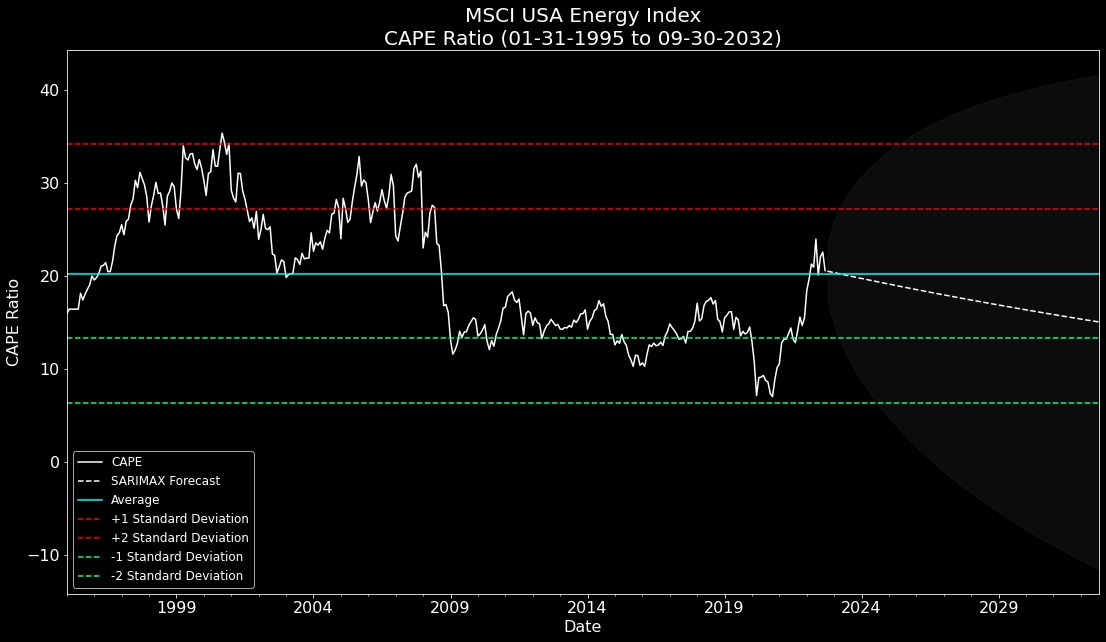 MSCI USA Energy Index
CAPE Ratio (01-31-1995 to 09-30-2032)
CAPE Ratio
40
30
20
10
0
−10
CAPE
SARIMAX Forecast
Average
+1 Standard Deviation
+2 Standard Deviation
-1 Standard Deviation
-2 Standard Deviation
1999
2004
2009
2014
2019
2024
2029
Date